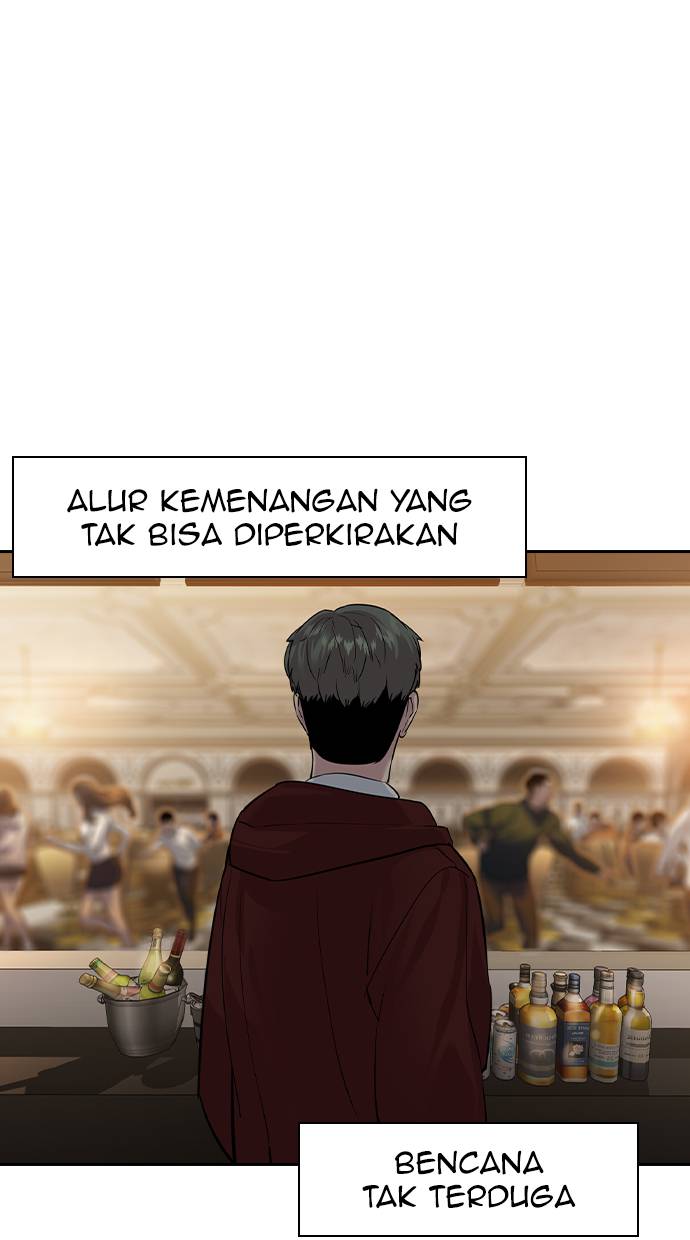 ALUR KEMENANGAN YANG
TAK BISA DIPERKIRAKAN
BENCANA
TAK TERDUGA